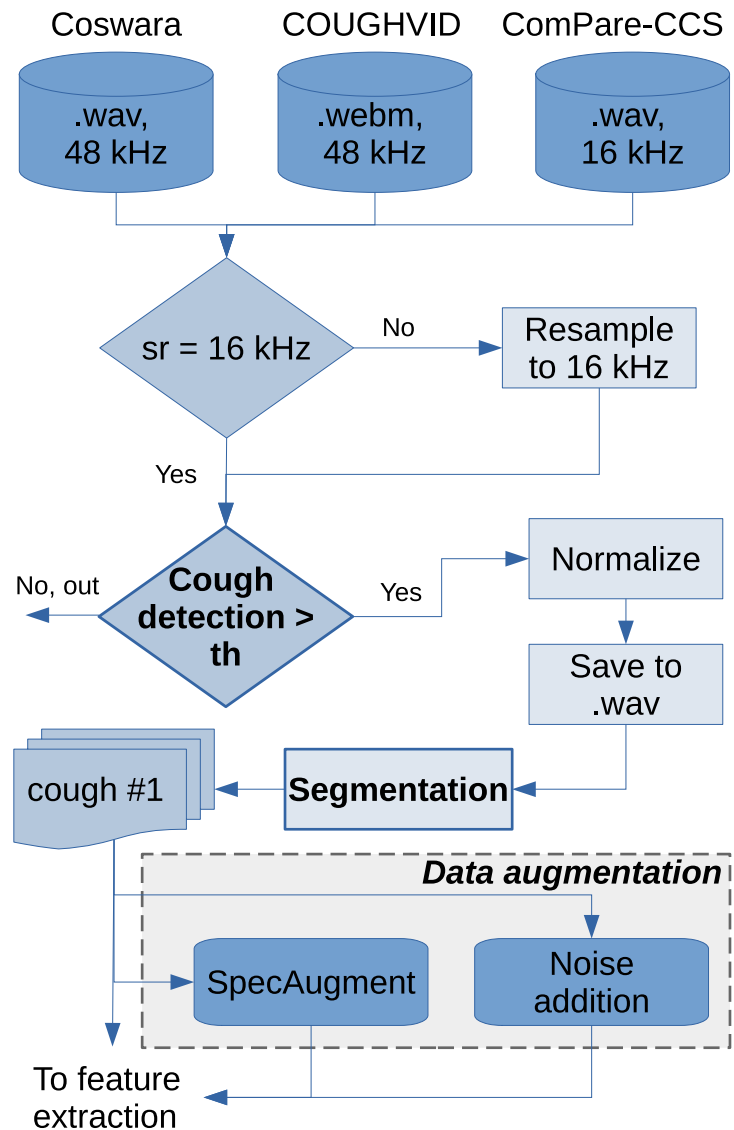 Coswara
COUGHVID
ComPare-CCS
.wav,
48 kHz
.webm,
48 kHz
.wav,
16 kHz
sr = 16 kHz
No
Resample
to 16 kHz
Yes
Cough
detection >
th
No, out
Yes
Normalize
Save to
.wav
Segmentation
cough #1
Data augmentation
SpecAugment
Noise
addition
To feature
extraction